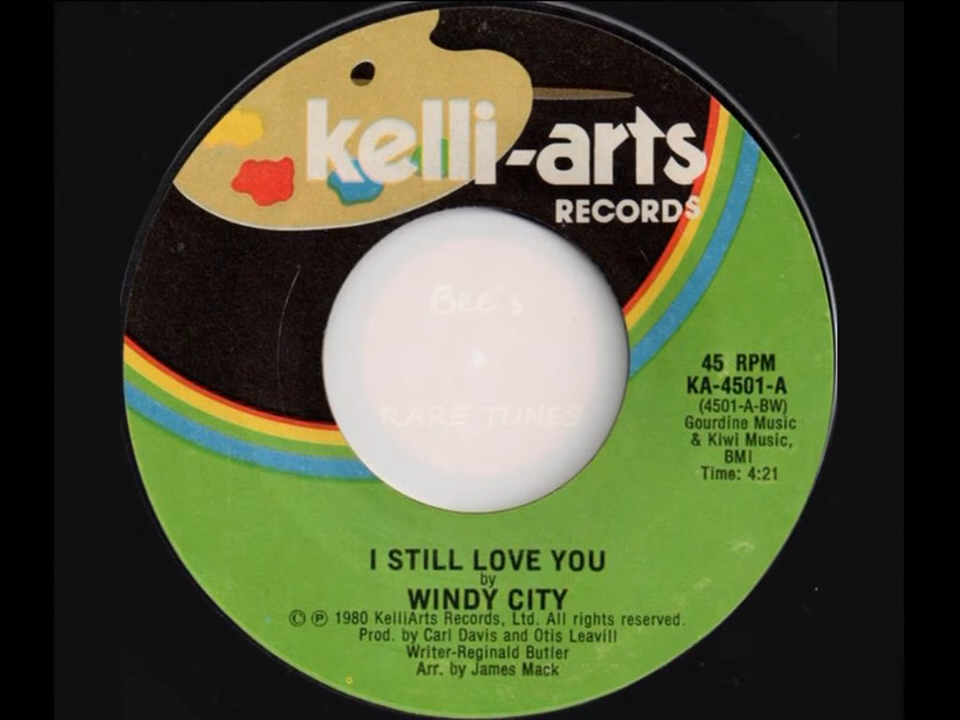 kelli-arts
RECORDS
Bee's
RARE TUNES
45 RPM
KA-4501-A
(4501-A-BW)
Gourdine Music
& Kiwi Music,
BMI
Time: 4:21
I STILL LOVE YOU
by
WINDY CITY
© ℗ 1980 KelliArts Records, Ltd. All rights reserved.
Prod. by Carl Davis and Otis Leavill
Writer-Reginald Butler
Arr. by James Mack